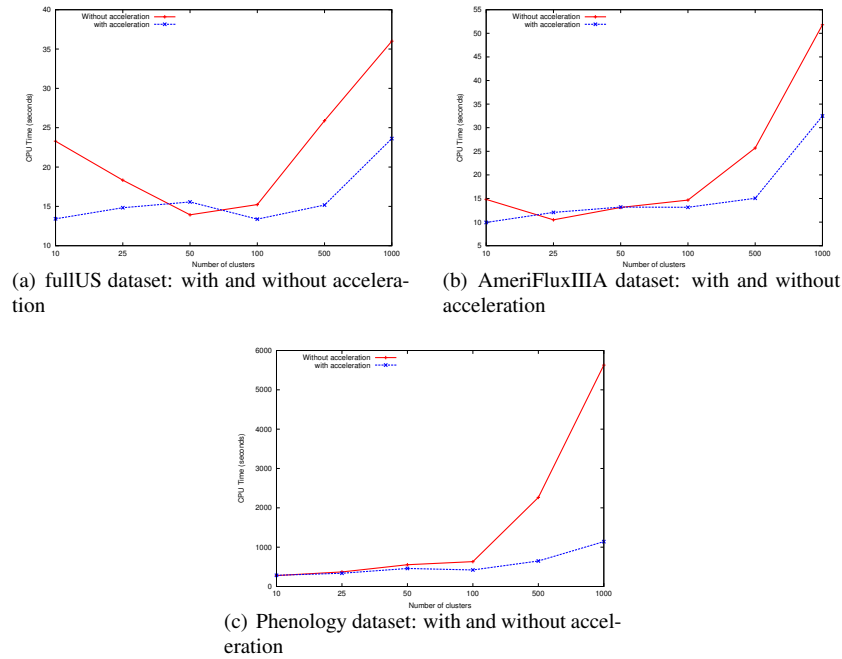 40
35
30
25
20
15
10
CPU Time (seconds)
Without acceleration
with acceleration
10 25 50 100 500 1000
Number of clusters
(a) fullUS dataset: with and without accelera-
tion
55
50
45
40
35
30
25
20
15
10
5
CPU Time (seconds)
Without acceleration
with acceleration
10 25 50 100 500 1000
Number of clusters
(b) AmeriFluxIIIA dataset: with and without
acceleration
6000
5000
4000
3000
2000
1000
0
CPU Time (seconds)
Without acceleration
with acceleration
10 25 50 100 500 1000
Number of clusters
(c) Phenology dataset: with and without accel-
eration